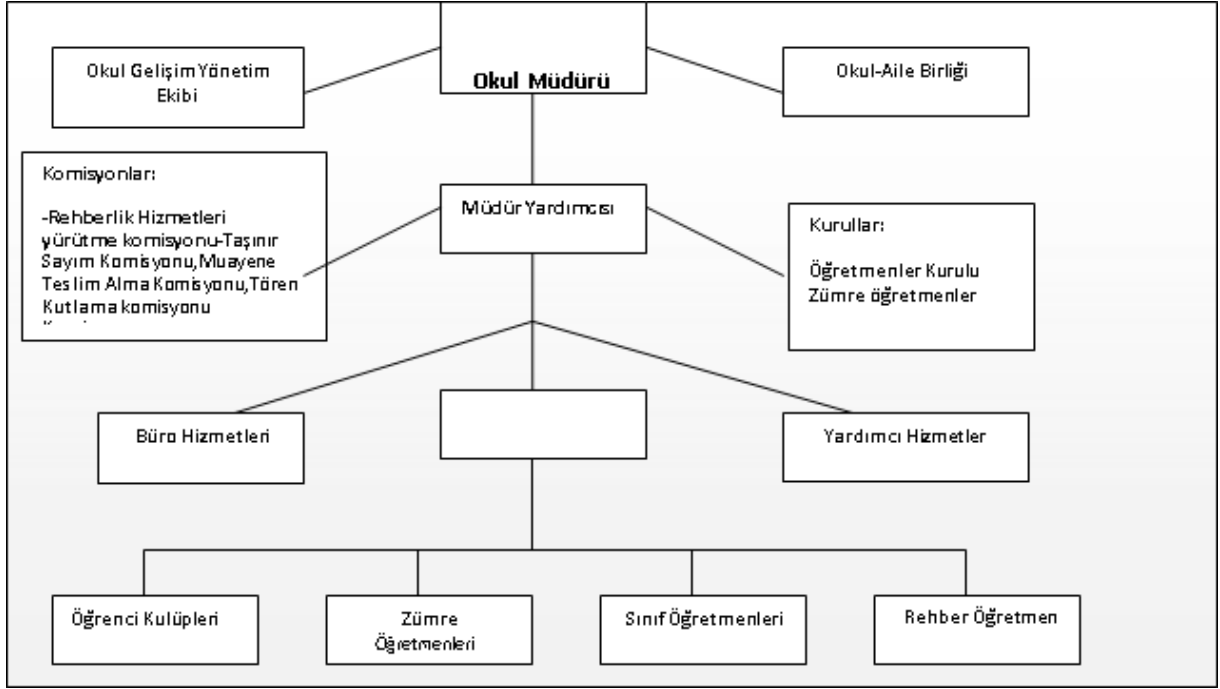 Okul Müdürü
Okul Gelişim Yönetim
Ekibi
Okul-Aile Birliği
Komisyonlar:
-Rehberlik Hizmetleri
yürütme komisyonu-Taşınır
Sayım Komisyonu,Muayene
Teslim Alma Komisyonu,Tören
Kutlama komisyonu
Müdür Yardımcısı
Kurullar:
Öğretmenler Kurulu
Zümre öğretmenler
Büro Hizmetleri
Yardımcı Hizmetler
Öğrenci Kulüpleri
Zümre
Öğretmenleri
Sınıf Öğretmenleri
Rehber Öğretmen